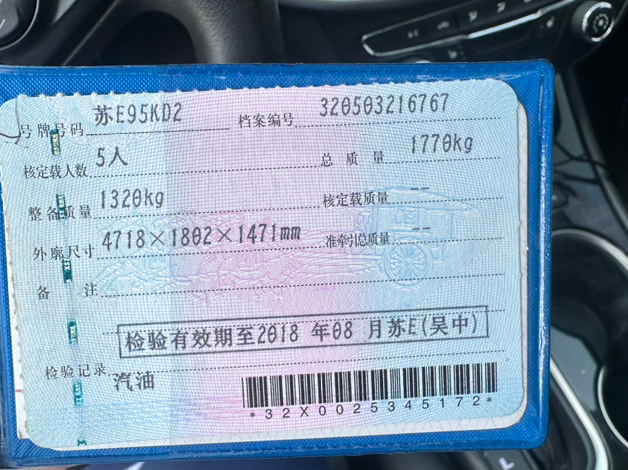 号牌号码 苏E95KD2 档案编号 320503216767
核定载人数 5人 总质量 1770kg
整备质量 1320kg 核定载质量 --
外廓尺寸 4718×1802×1471mm 准牵引总质量 --
备注
检验有效期至2018年08月苏E(吴中)
检验记录 汽油
*32X0025345172*